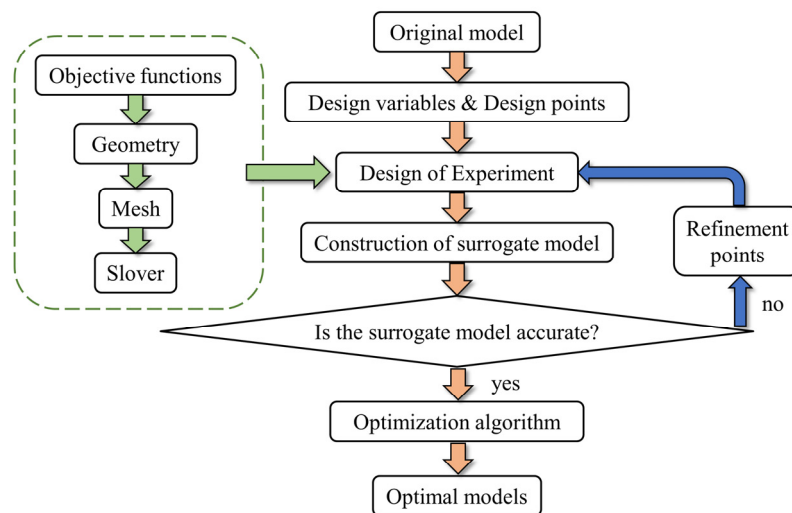 Original model
Objective functions
Design variables & Design points
Geometry
Design of Experiment
Mesh
Construction of surrogate model
Refinement
points
Slover
no
Is the surrogate model accurate?
yes
Optimization algorithm
Optimal models